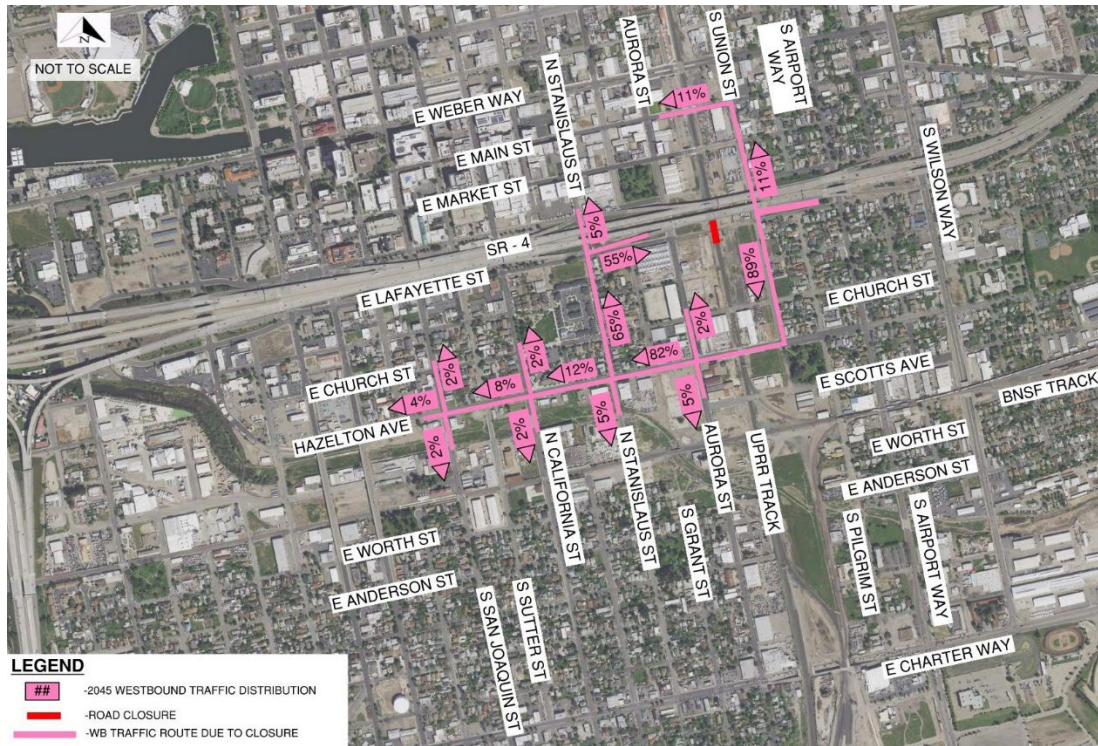 N
NOT TO SCALE
E WEBER WAY
E MAIN ST
E MARKET ST
N STANISLAUS ST
AURORA ST
S UNION ST
S AIRPORT
WAY
S WILSON WAY
11%
11%
5%
55%
SR - 4
E LAFAYETTE ST
89%
E CHURCH ST
65%
2%
82%
12%
2%
8%
2%
4%
E CHURCH ST
HAZELTON AVE
2%
2%
5%
5%
E SCOTTS AVE
BNSF TRACK
E WORTH ST
E ANDERSON ST
N CALIFORNIA ST
N STANISLAUS ST
AURORA ST
UPRR TRACK
S GRANT ST
S PILGRIM ST
S AIRPORT WAY
E WORTH ST
E ANDERSON ST
S SAN JOAQUIN ST
S SUTTER ST
E CHARTER WAY
LEGEND
## -2045 WESTBOUND TRAFFIC DISTRIBUTION
-ROAD CLOSURE
-WB TRAFFIC ROUTE DUE TO CLOSURE